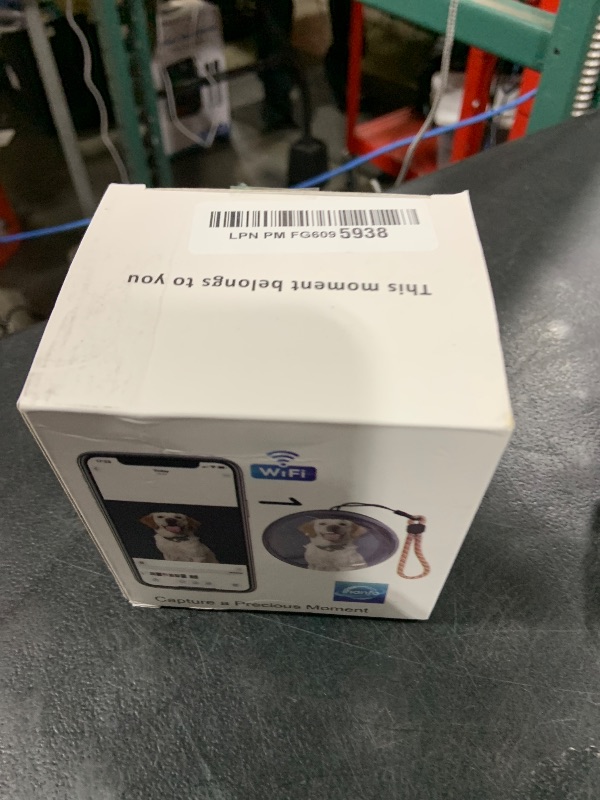 LPN PM FG609 5938
This moment belongs to you
WiFi
Capture a Precious Moment